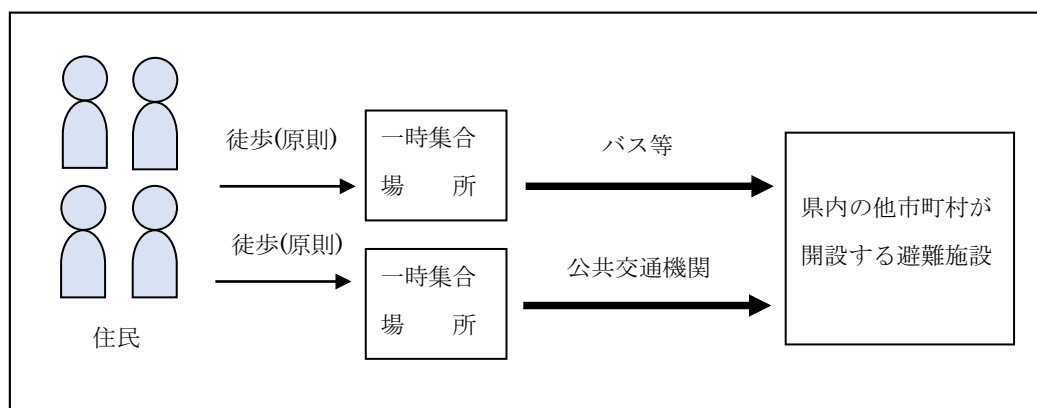 徒歩(原則)
一時集合
場　　所
バス等
徒歩(原則)
一時集合
場　　所
公共交通機関
県内の他市町村が
開設する避難施設
住民